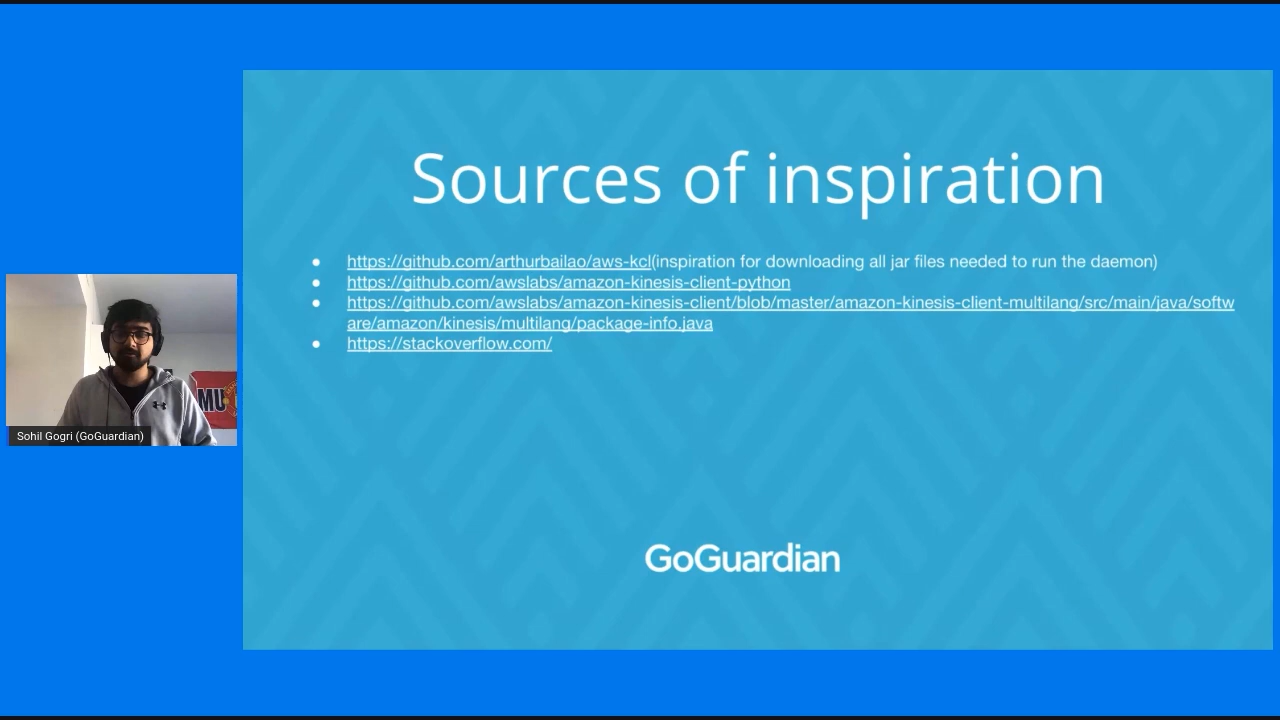 Sources of inspiration
https://github.com/arthurbailao/aws-kcl(inspiration for downloading all jar files needed to run the daemon)
https://github.com/awslabs/amazon-kinesis-client-python
https://github.com/awslabs/amazon-kinesis-client/blob/master/amazon-kinesis-client-multilang/src/main/java/softw
are/amazon/kinesis/multilang/package-info.java
https://stackoverflow.com/
MU
Sohil Gogri (GoGuardian)
GoGuardian